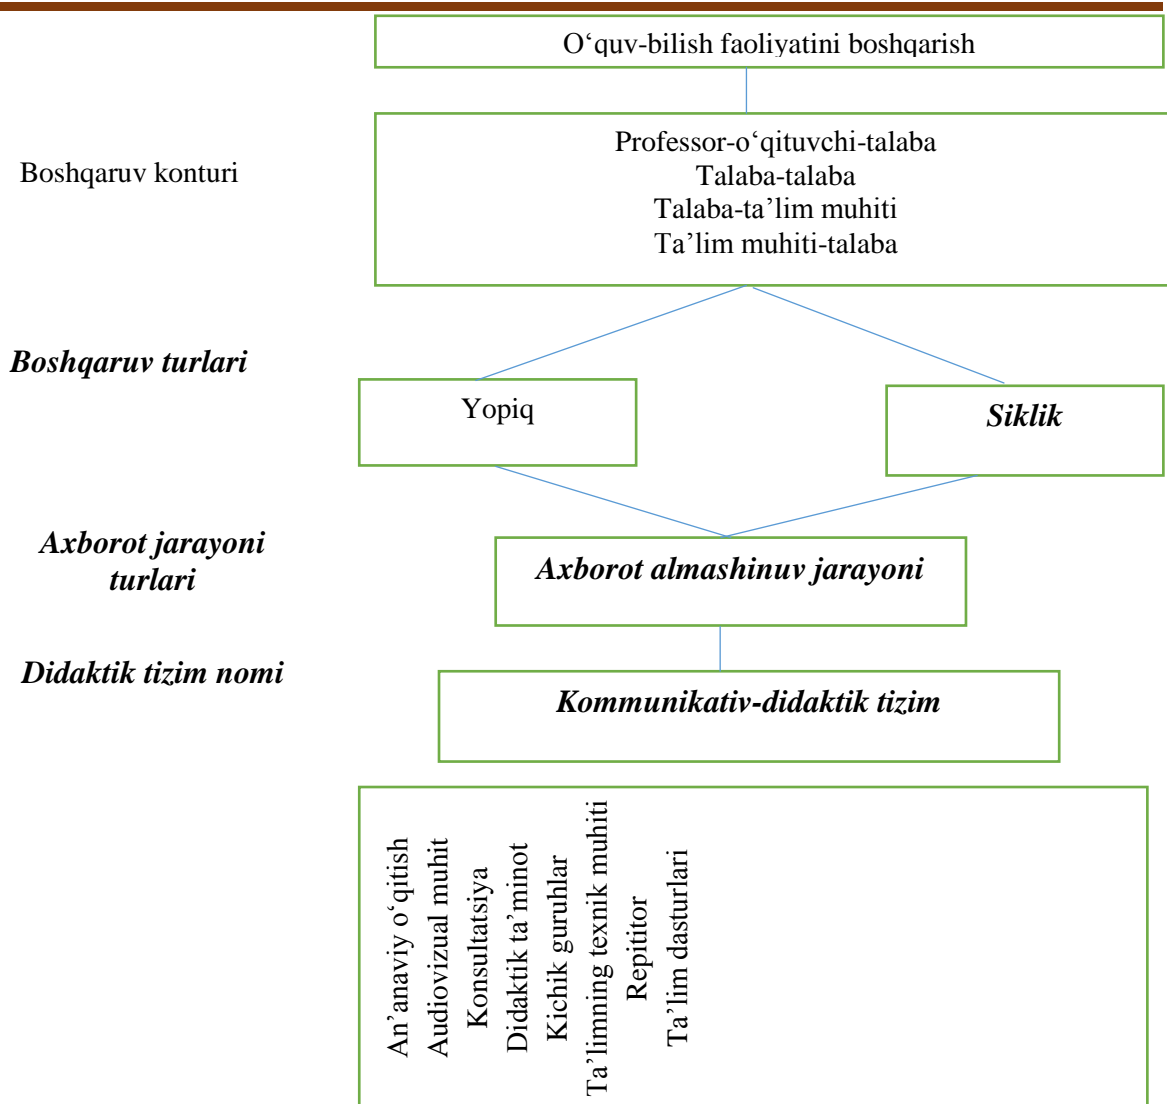 O‘quv-bilish faoliyatini boshqarish
Boshqaruv konturi
Professor-o‘qituvchi-talaba
Talaba-talaba
Talaba-ta’lim muhiti
Ta’lim muhiti-talaba
Boshqaruv turlari
Yopiq
Siklik
Axborot jarayoni
turlari
Axborot almashinuv jarayoni
Didaktik tizim nomi
Kommunikativ-didaktik tizim
An’anaviy o‘qitish
Audiovizual muhit
Konsultatsiya
Didaktik ta’minot
Kichik guruhlar
Ta’limning texnik muhiti
Repititor
Ta’lim dasturlari